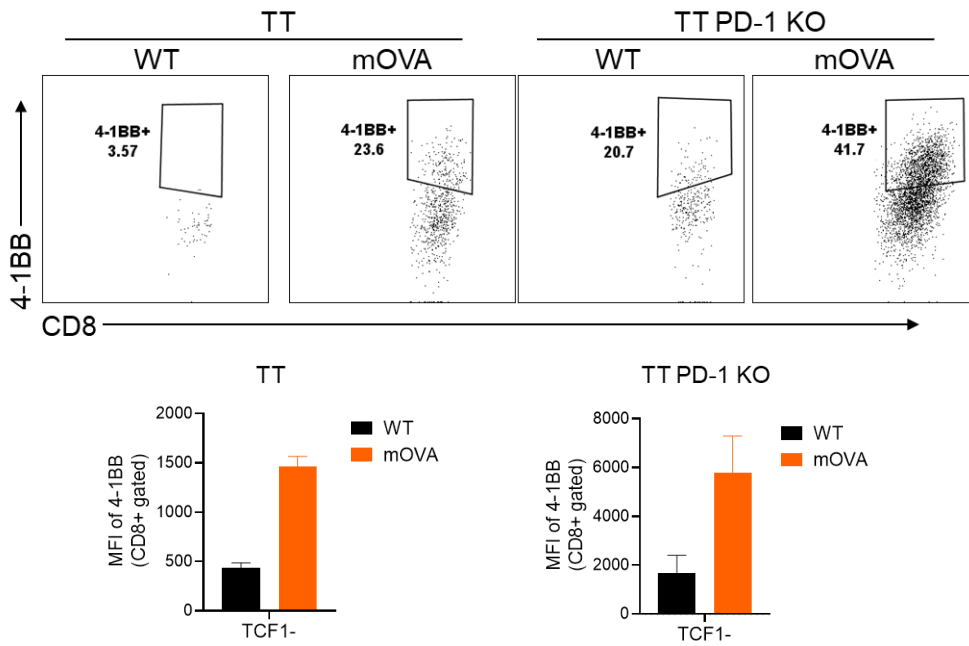 TT
TT PD-1 KO
WT
mOVA
WT
mOVA
4-1BB+
3.57
4-1BB+
23.6
4-1BB+
20.7
4-1BB+
41.7
4-1BB
CD8
TT
TT PD-1 KO
MFI of 4-1BB
(CD8+ gated)
2000
1500
1000
500
0
TCF1-
WT
mOVA
MFI of 4-1BB
(CD8+ gated)
8000
6000
4000
2000
0
TCF1-
WT
mOVA